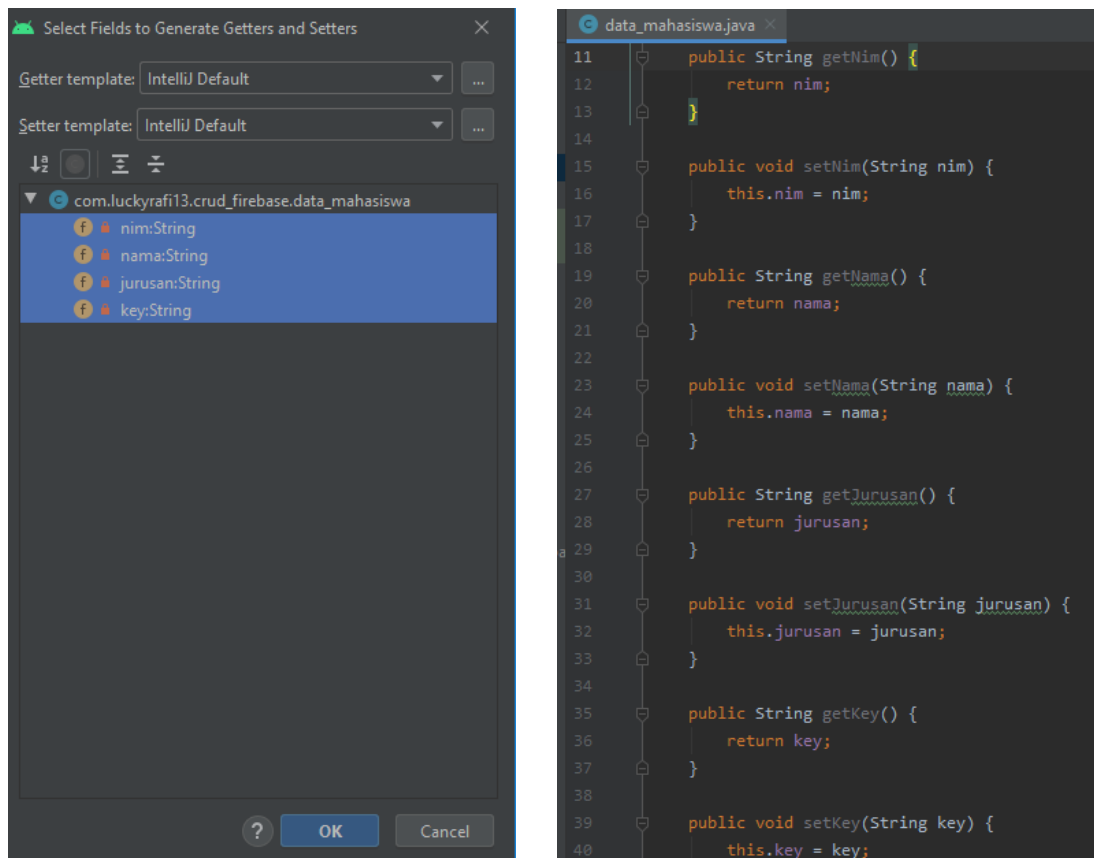 Select Fields to Generate Getters and Setters
Getter template: IntelliJ Default ...
Setter template: IntelliJ Default ...
com.luckyrafi13.crud_firebase.data_mahasiswa
nim:String
nama:String
jurusan:String
key:String
? OK Cancel
data_mahasiswa.java
11 public String getNim() {
12 return nim;
13 }
14
15 public void setNim(String nim) {
16 this.nim = nim;
17 }
18
19 public String getNama() {
20 return nama;
21 }
22
23 public void setNama(String nama) {
24 this.nama = nama;
25 }
26
27 public String getJurusan() {
28 return jurusan;
29 }
30
31 public void setJurusan(String jurusan) {
32 this.jurusan = jurusan;
33 }
34
35 public String getKey() {
36 return key;
37 }
38
39 public void setKey(String key) {
40 this.key = key;